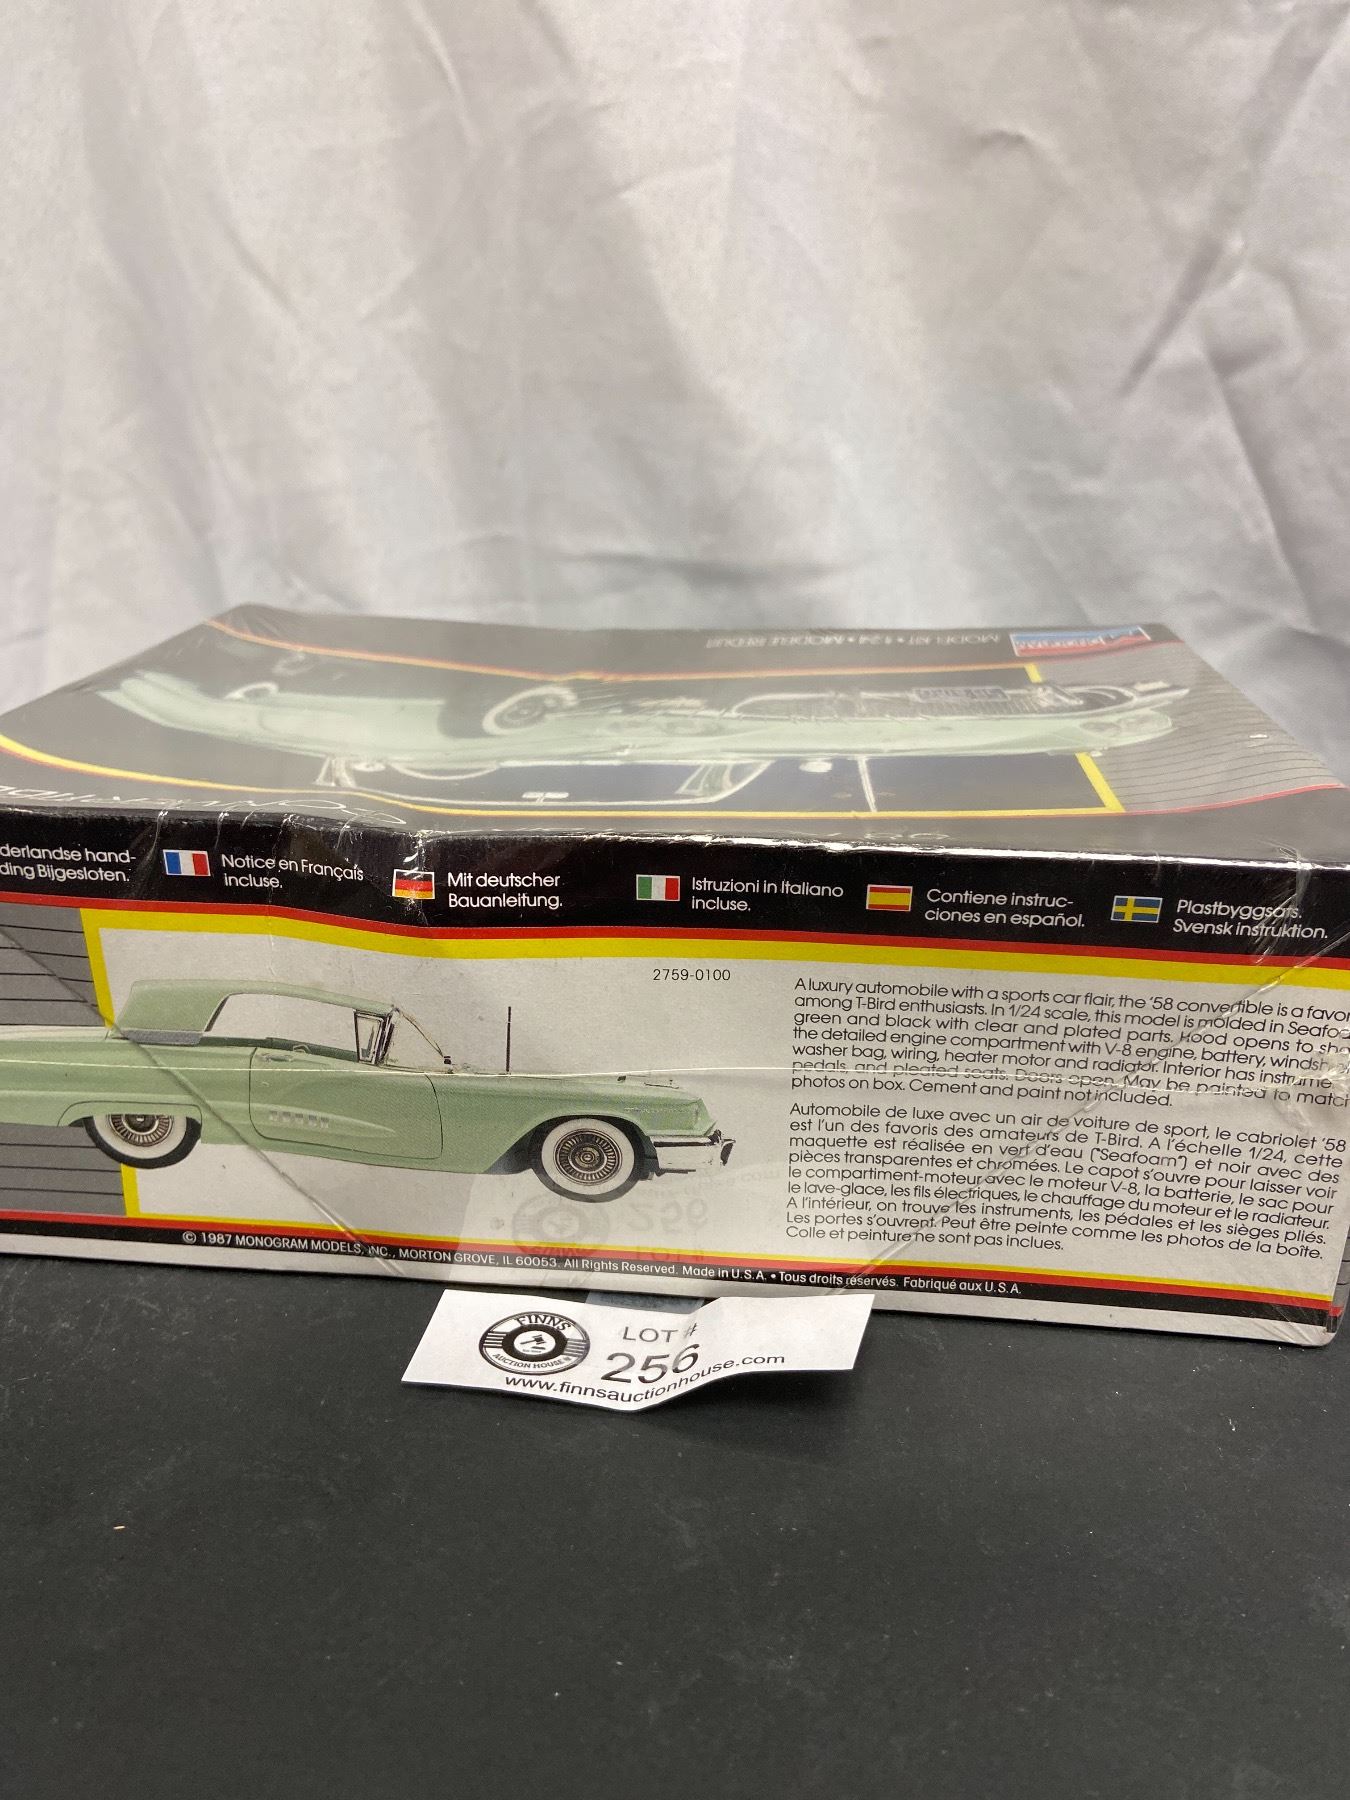 MODEL KIT • 1:24 • MODELE REDUIT
derlandse hand-
ding Bijgesloten.
Notice en Français
incluse.
Mit deutscher
Bauanleitung.
Istruzioni in Italiano
incluse.
Contiene instruc-
ciones en español.
Plastbyggsats.
Svensk instruktion.
2759-0100
A luxury automobile with a sports car flair, the '58 convertible is a favor
among T-Bird enthusiasts. In 1/24 scale, this model is molded in Seafo
green and black with clear and plated parts. Hood opens to sho
the detailed engine compartment with V-8 engine, battery, windsh
washer bag, wiring, heater motor and radiator. Interior has instrume
pedals, and pleated seats. Doors open. May be painted to match
photos on box. Cement and paint not included.
Automobile de luxe avec un air de voiture de sport, le cabriolet '58
est l'un des favoris des amateurs de T-Bird. A l'échelle 1/24, cette
maquette est réalisée en vert d'eau ("Seafoam") et noir avec des
pièces transparentes et chromées. Le capot s'ouvre pour laisser voir
le compartiment-moteur avec le moteur V-8, la batterie, le sac pour
le lave-glace, les fils électriques, le chauffage du moteur et le radiateur.
A l'intérieur, on trouve les instruments, les pédales et les sièges pliés.
Les portes s'ouvrent. Peut être peinte comme les photos de la boîte.
Colle et peinture ne sont pas inclues.
© 1987 MONOGRAM MODELS, INC., MORTON GROVE, IL 60053. All Rights Reserved. Made in U.S.A. • Tous droits réservés. Fabriqué aux U.S.A.
FINNS
AUCTION HOUSE
LOT #
256
www.finnsauctionhouse.com